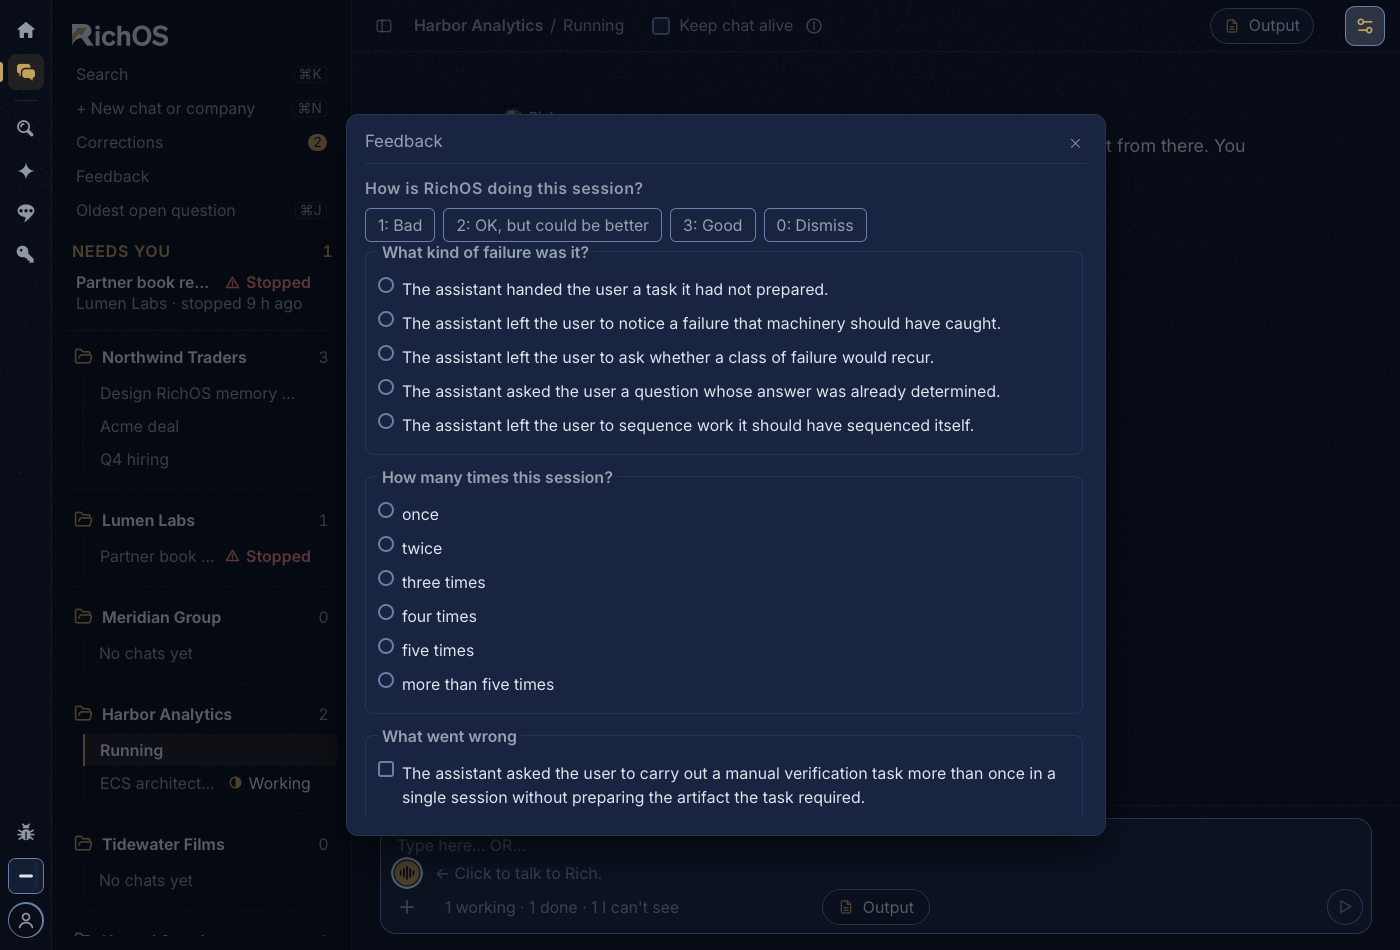 RichOS
Search ⌘K
+ New chat or company ⌘N
Corrections 2
Feedback
Oldest open question ⌘J
NEEDS YOU 1
Partner book re... Stopped
Lumen Labs · stopped 9 h ago
Northwind Traders 3
Design RichOS memory ...
Acme deal
Q4 hiring
Lumen Labs 1
Partner book ... Stopped
Meridian Group 0
No chats yet
Harbor Analytics 2
Running
ECS architect... Working
Tidewater Films 0
No chats yet
Harbor Analytics / Running
Keep chat alive
Output
t from there. You
Feedback
How is RichOS doing this session?
1: Bad
2: OK, but could be better
3: Good
0: Dismiss
What kind of failure was it?
The assistant handed the user a task it had not prepared.
The assistant left the user to notice a failure that machinery should have caught.
The assistant left the user to ask whether a class of failure would recur.
The assistant asked the user a question whose answer was already determined.
The assistant left the user to sequence work it should have sequenced itself.
How many times this session?
once
twice
three times
four times
five times
more than five times
What went wrong
The assistant asked the user to carry out a manual verification task more than once in a
single session without preparing the artifact the task required.
Type here... OR...
← Click to talk to Rich.
1 working · 1 done · 1 I can't see
Output